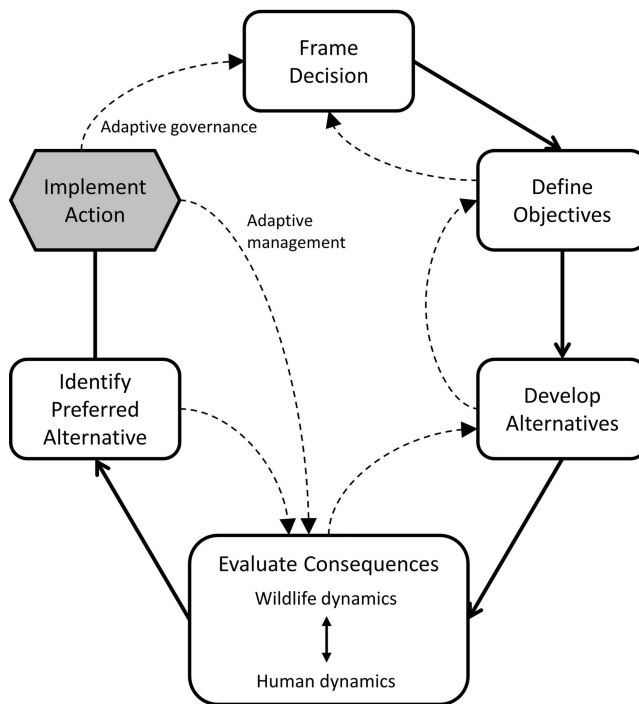 Frame
Decision
Adaptive governance
Implement
Action
Define
Objectives
Adaptive
management
Identify
Preferred
Alternative
Develop
Alternatives
Evaluate Consequences
Wildlife dynamics
Human dynamics